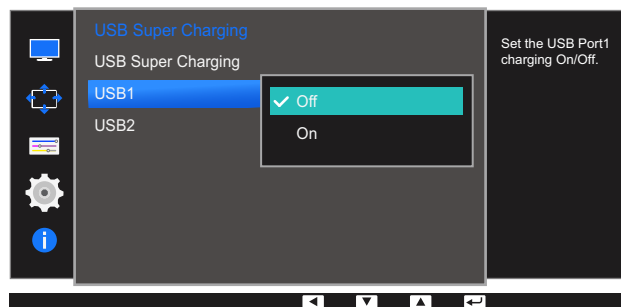 USB Super Charging
USB Super Charging
USB1
USB2
Off
On
Set the USB Port1
charging On/Off.